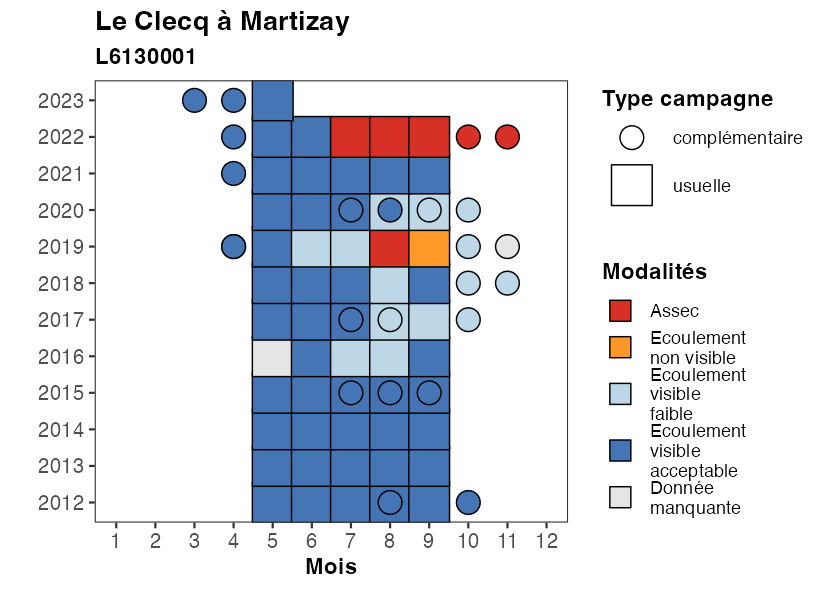 Le Clecq à Martizay
L6130001
2023
2022
2021
2020
2019
2018
2017
2016
2015
2014
2013
2012
1 2 3 4 5 6 7 8 9 10 11 12
Mois
Type campagne
complémentaire
usuelle
Modalités
Assec
Ecoulement
non visible
Ecoulement
visible
faible
Ecoulement
visible
acceptable
Donnée
manquante